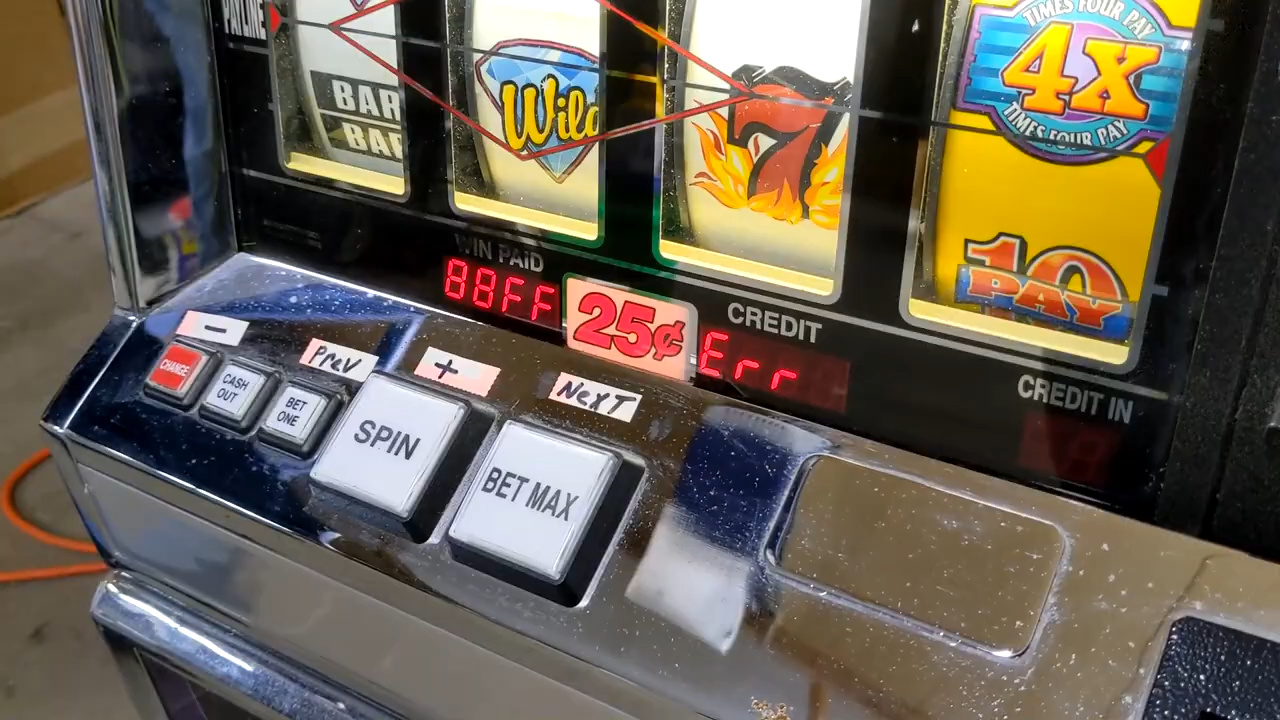 PAYLINE
BAR
BAR
Wild
7
TIMES FOUR PAY
4X
TIMES FOUR PAY
10
PAY
WIN PAID
88FF
25¢
CREDIT
Err
CREDIT IN
-
Prev
+
NexT
CHANGE
CASH
OUT
BET
ONE
SPIN
BET MAX